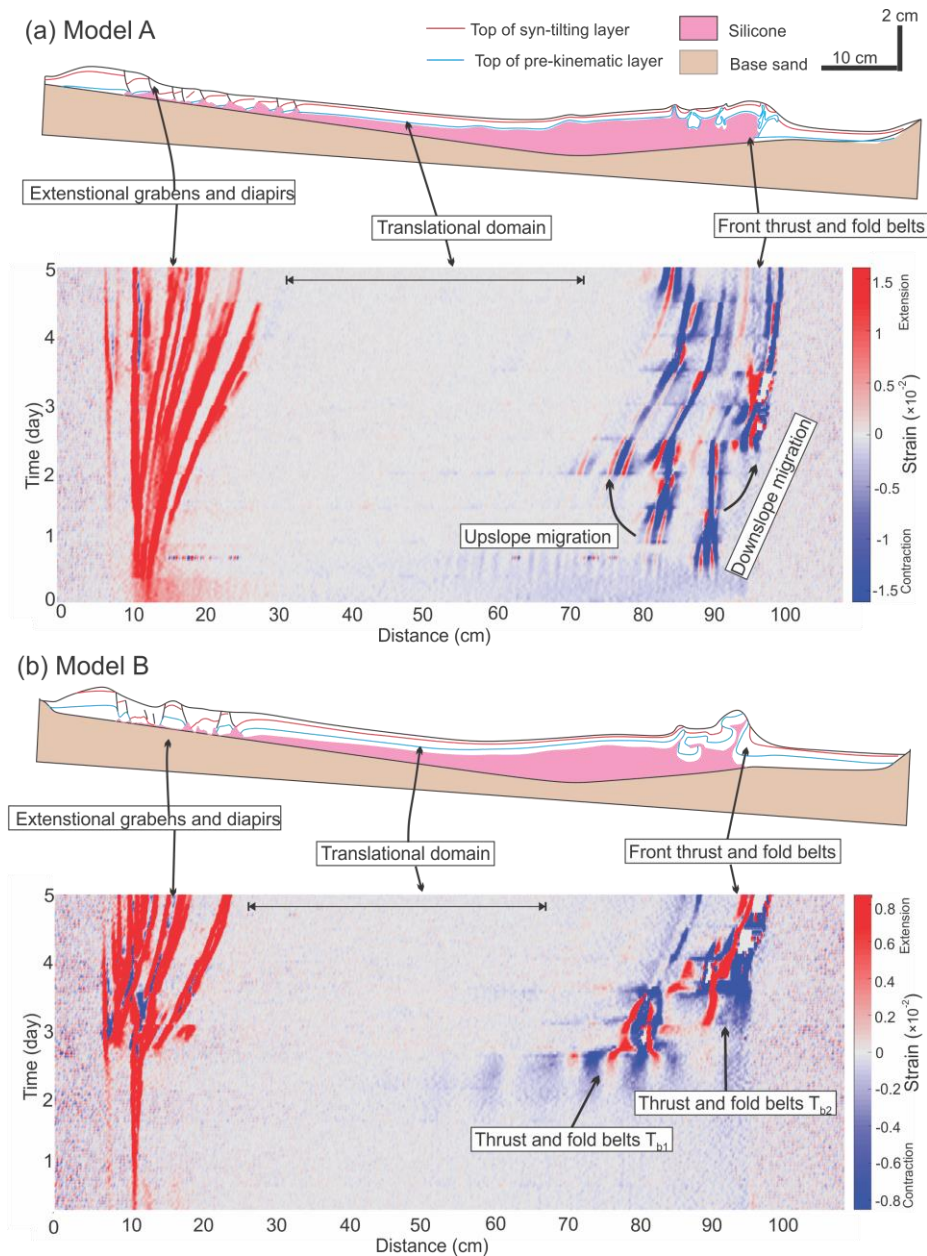 (a) Model A
Top of syn-tilting layer
Top of pre-kinematic layer
Silicone
Base sand
2 cm
10 cm
Extenstional grabens and diapirs
Translational domain
Front thrust and fold belts
5
4
3
2
1
0
Time (day)
Upslope migration
Downslope migration
0 10 20 30 40 50 60 70 80 90 100
Distance (cm)
1.5
1
0.5
0
-0.5
-1
-1.5
Extension
Contraction
Strain (×10-2)
(b) Model B
Extenstional grabens and diapirs
Translational domain
Front thrust and fold belts
5
4
3
2
1
Time (day)
Thrust and fold belts Tb2
Thrust and fold belts Tb1
0 10 20 30 40 50 60 70 80 90 100
Distance (cm)
0.8
0.6
0.4
0.2
0
-0.2
-0.4
-0.6
-0.8
Extension
Contraction
Strain (×10-2)